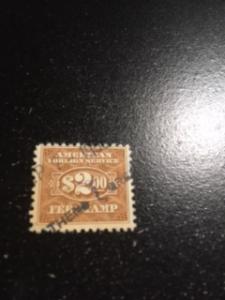 AMERICAN
FOREIGN SERVICE
$2.00
FEE STAMP